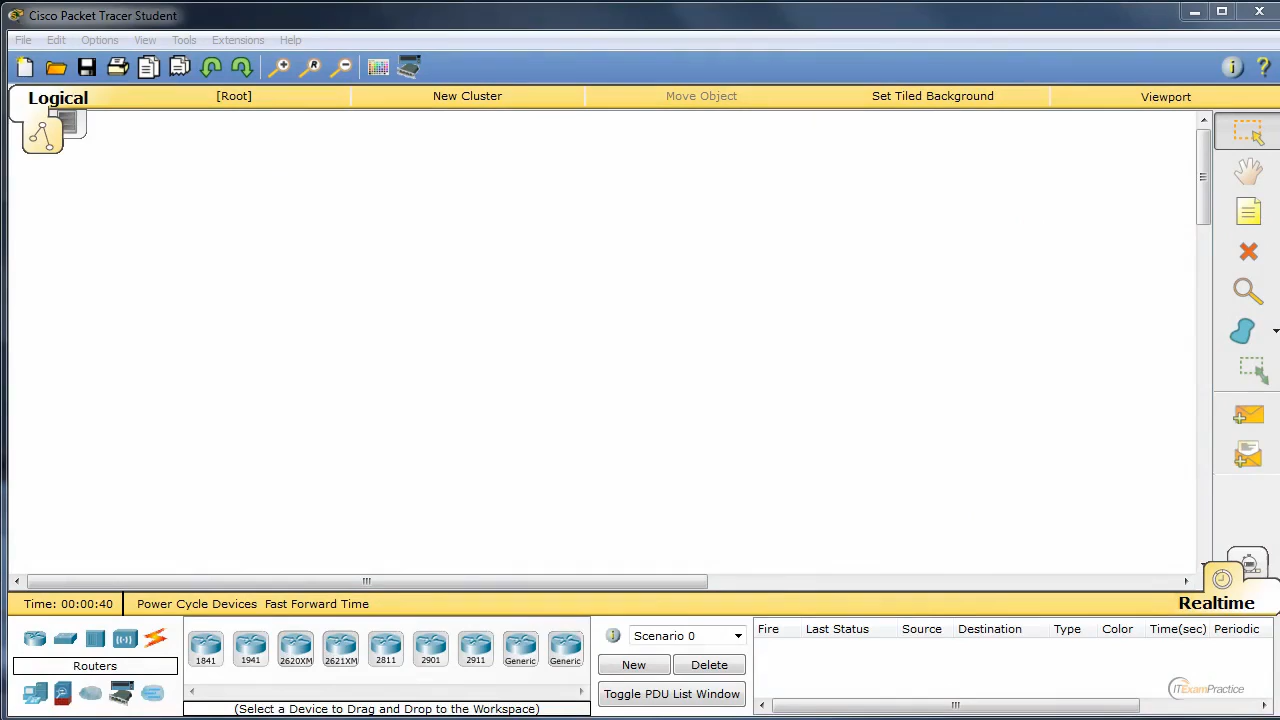 Cisco Packet Tracer Student
File Edit Options View Tools Extensions Help
Logical [Root] New Cluster Move Object Set Tiled Background Viewport
Time: 00:00:40 Power Cycle Devices Fast Forward Time Realtime
1841 1941 2620XM 2621XM 2811 2901 2911 Generic Generic
Routers
(Select a Device to Drag and Drop to the Workspace)
Scenario 0
New Delete
Toggle PDU List Window
Fire Last Status Source Destination Type Color Time(sec) Periodic
ITExamPractice